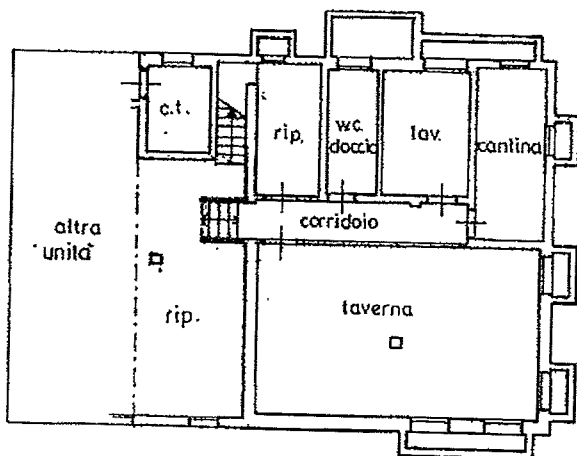 c.t.
rip.
w.c.
doccia
lav.
cantina
corridoio
altra
unità
taverna
rip.